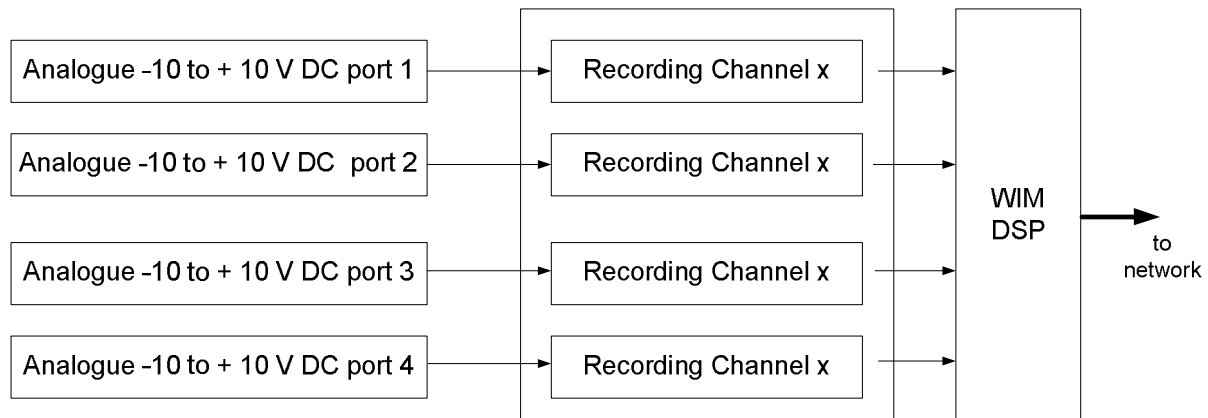 Analogue -10 to + 10 V DC port 1
Recording Channel x
Analogue -10 to + 10 V DC port 2
Recording Channel x
WIM
DSP
to
network
Analogue -10 to + 10 V DC port 3
Recording Channel x
Analogue -10 to + 10 V DC port 4
Recording Channel x